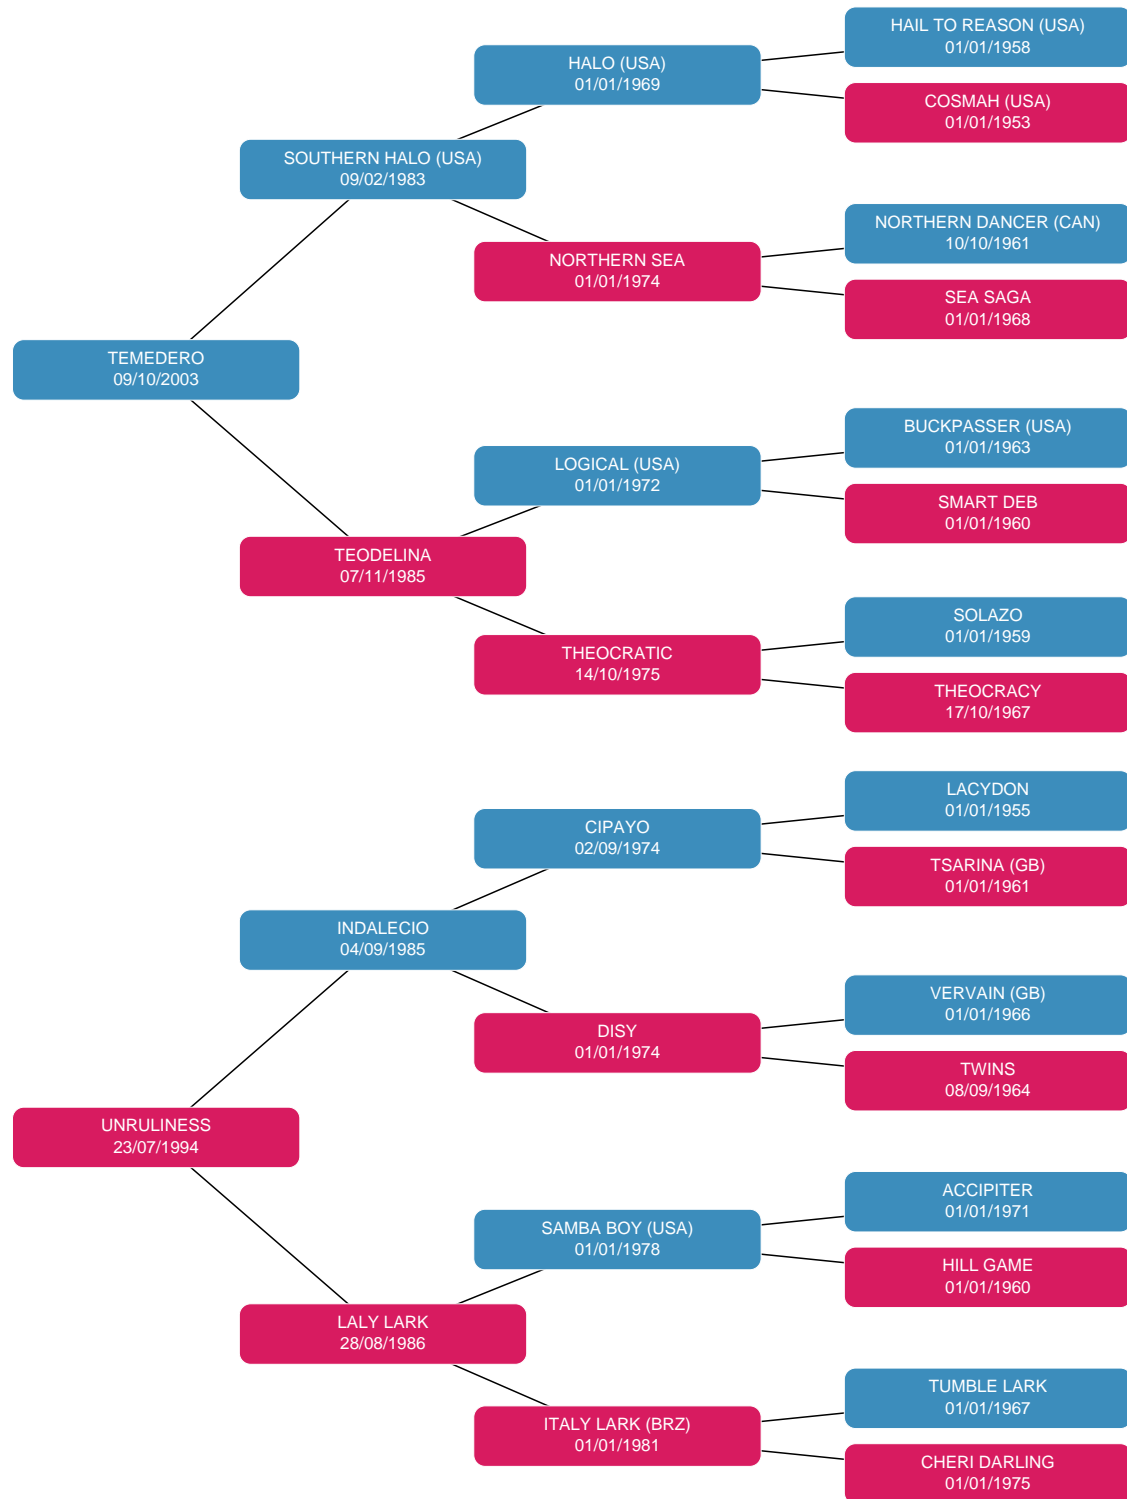 HAIL TO REASON (USA)
01/01/1958
HALO (USA)
01/01/1969
COSMAH (USA)
01/01/1953
SOUTHERN HALO (USA)
09/02/1983
NORTHERN DANCER (CAN)
10/10/1961
NORTHERN SEA
01/01/1974
SEA SAGA
01/01/1968
TEMEDERO
09/10/2003
BUCKPASSER (USA)
01/01/1963
LOGICAL (USA)
01/01/1972
SMART DEB
01/01/1960
TEODELINA
07/11/1985
SOLAZO
01/01/1959
THEOCRATIC
14/10/1975
THEOCRACY
17/10/1967
LACYDON
01/01/1955
CIPAYO
02/09/1974
TSARINA (GB)
01/01/1961
INDALECIO
04/09/1985
VERVAIN (GB)
01/01/1966
DISY
01/01/1974
TWINS
08/09/1964
UNRULINESS
23/07/1994
ACCIPITER
01/01/1971
SAMBA BOY (USA)
01/01/1978
HILL GAME
01/01/1960
LALY LARK
28/08/1986
TUMBLE LARK
01/01/1967
ITALY LARK (BRZ)
01/01/1981
CHERI DARLING
01/01/1975